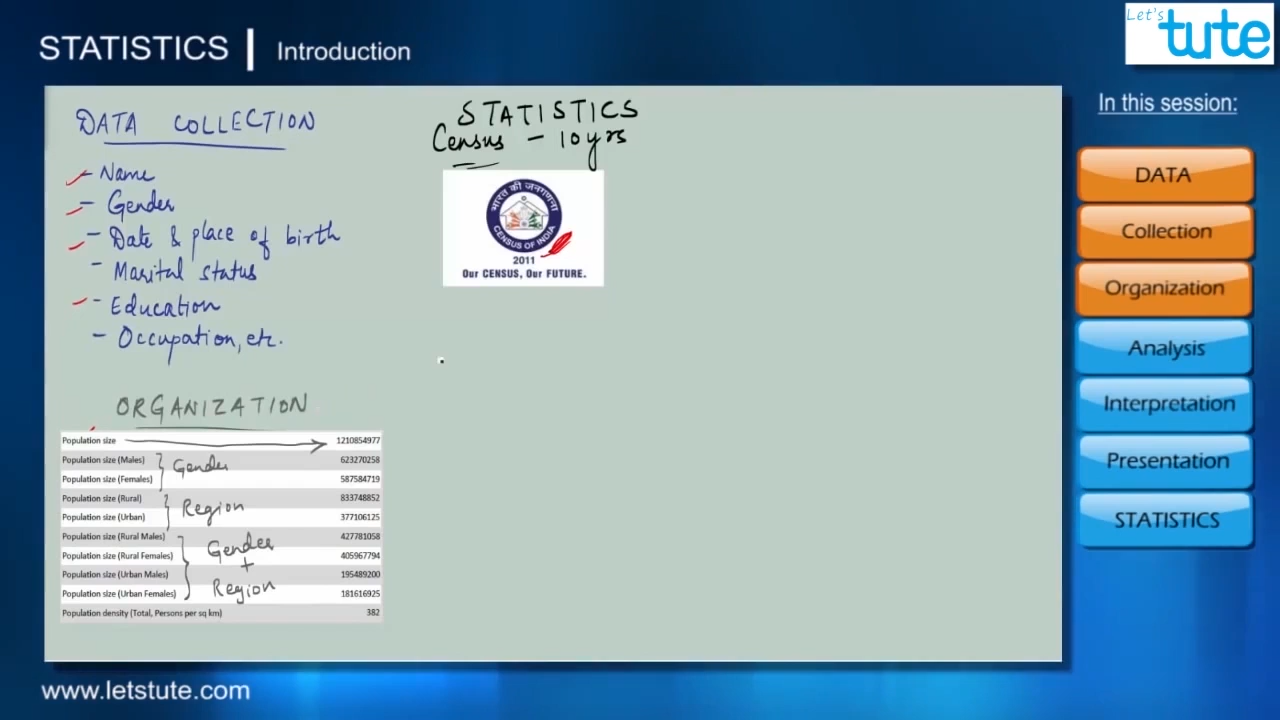 STATISTICS | Introduction
Let's
tute
DATA COLLECTION
- Name
- Gender
- Date & place of birth
- Marital status
- Education
- Occupation, etc.
ORGANIZATION
Population size 1210854977
Population size (Males) 623270258
Population size (Females) 587584719
Gender
Population size (Rural) 833748852
Population size (Urban) 377106125
Region
Population size (Rural Males) 427781058
Population size (Rural Females) 405967794
Population size (Urban Males) 195489200
Population size (Urban Females) 181616925
Gender
+
Region
Population density (Total, Persons per sq km) 382
STATISTICS
Census - 10 yrs
भारत की जनगणना
CENSUS OF INDIA
2011
OUR CENSUS, OUR FUTURE.
In this session:
DATA
Collection
Organization
Analysis
Interpretation
Presentation
STATISTICS
www.letstute.com